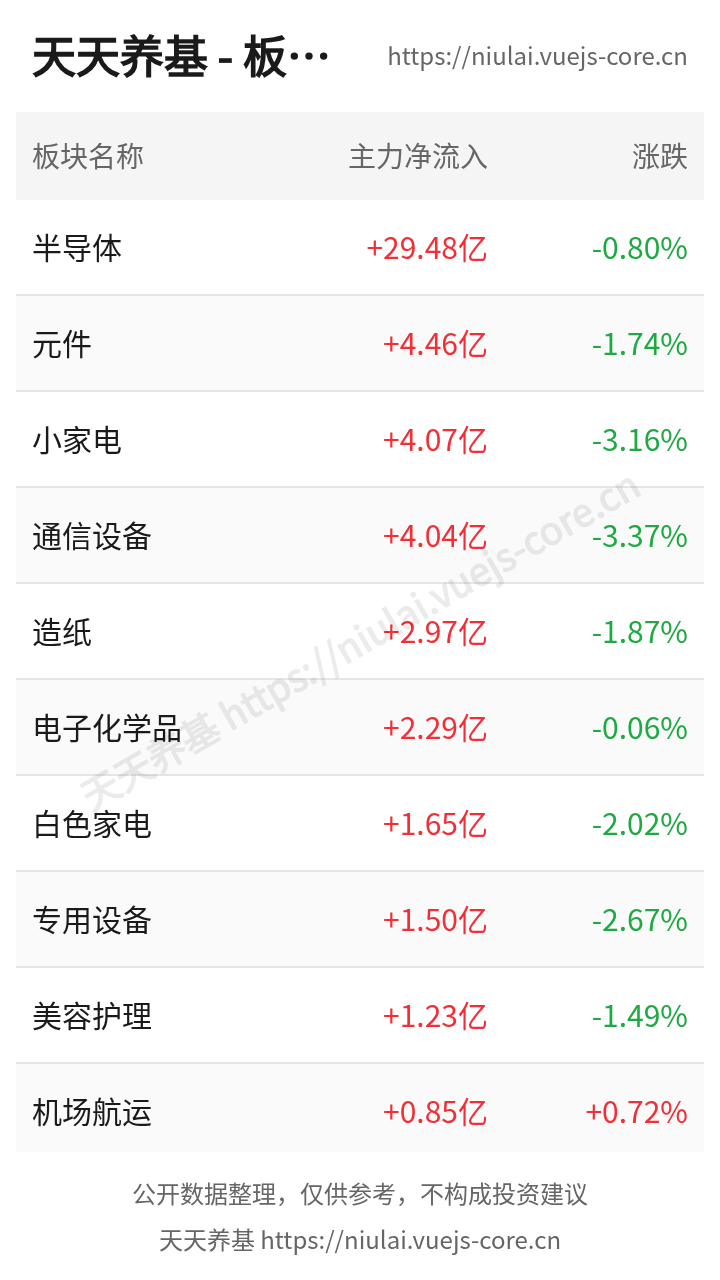 天天养基 - 板… https://niulai.vuejs-core.cn
板块名称 主力净流入 涨跌
半导体 +29.48亿 -0.80%
元件 +4.46亿 -1.74%
小家电 +4.07亿 -3.16%
通信设备 +4.04亿 -3.37%
造纸 +2.97亿 -1.87%
电子化学品 +2.29亿 -0.06%
白色家电 +1.65亿 -2.02%
专用设备 +1.50亿 -2.67%
美容护理 +1.23亿 -1.49%
机场航运 +0.85亿 +0.72%
天天养基 https://niulai.vuejs-core.cn
公开数据整理，仅供参考，不构成投资建议
天天养基 https://niulai.vuejs-core.cn